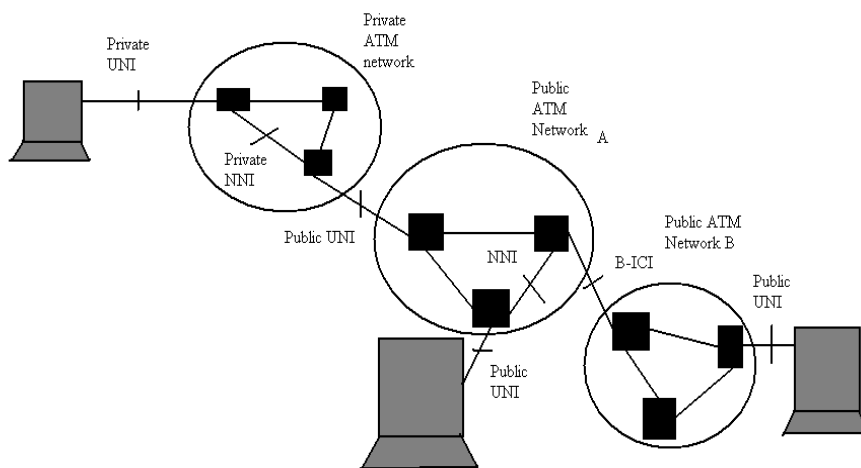 Private
UNI
Private
ATM
network
Private
NNI
Public UNI
Public
ATM
Network A
NNI
Public
UNI
B-ICI
Public ATM
Network B
Public
UNI